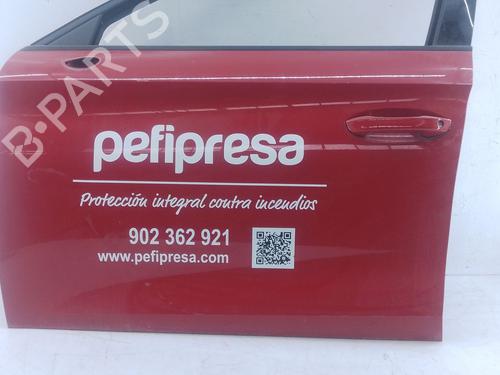 B-PARTS
pefipresa
Protección integral contra incendios
902 362 921
www.pefipresa.com